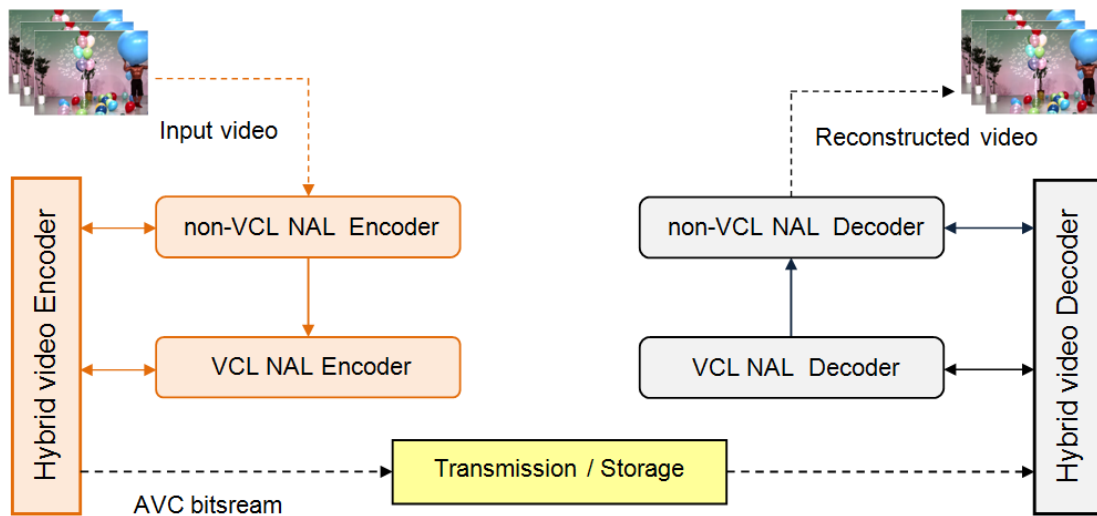 Input video
Reconstructed video
Hybrid video Encoder
non-VCL NAL Encoder
non-VCL NAL Decoder
Hybrid video Decoder
VCL NAL Encoder
VCL NAL Decoder
Transmission / Storage
AVC bitsream